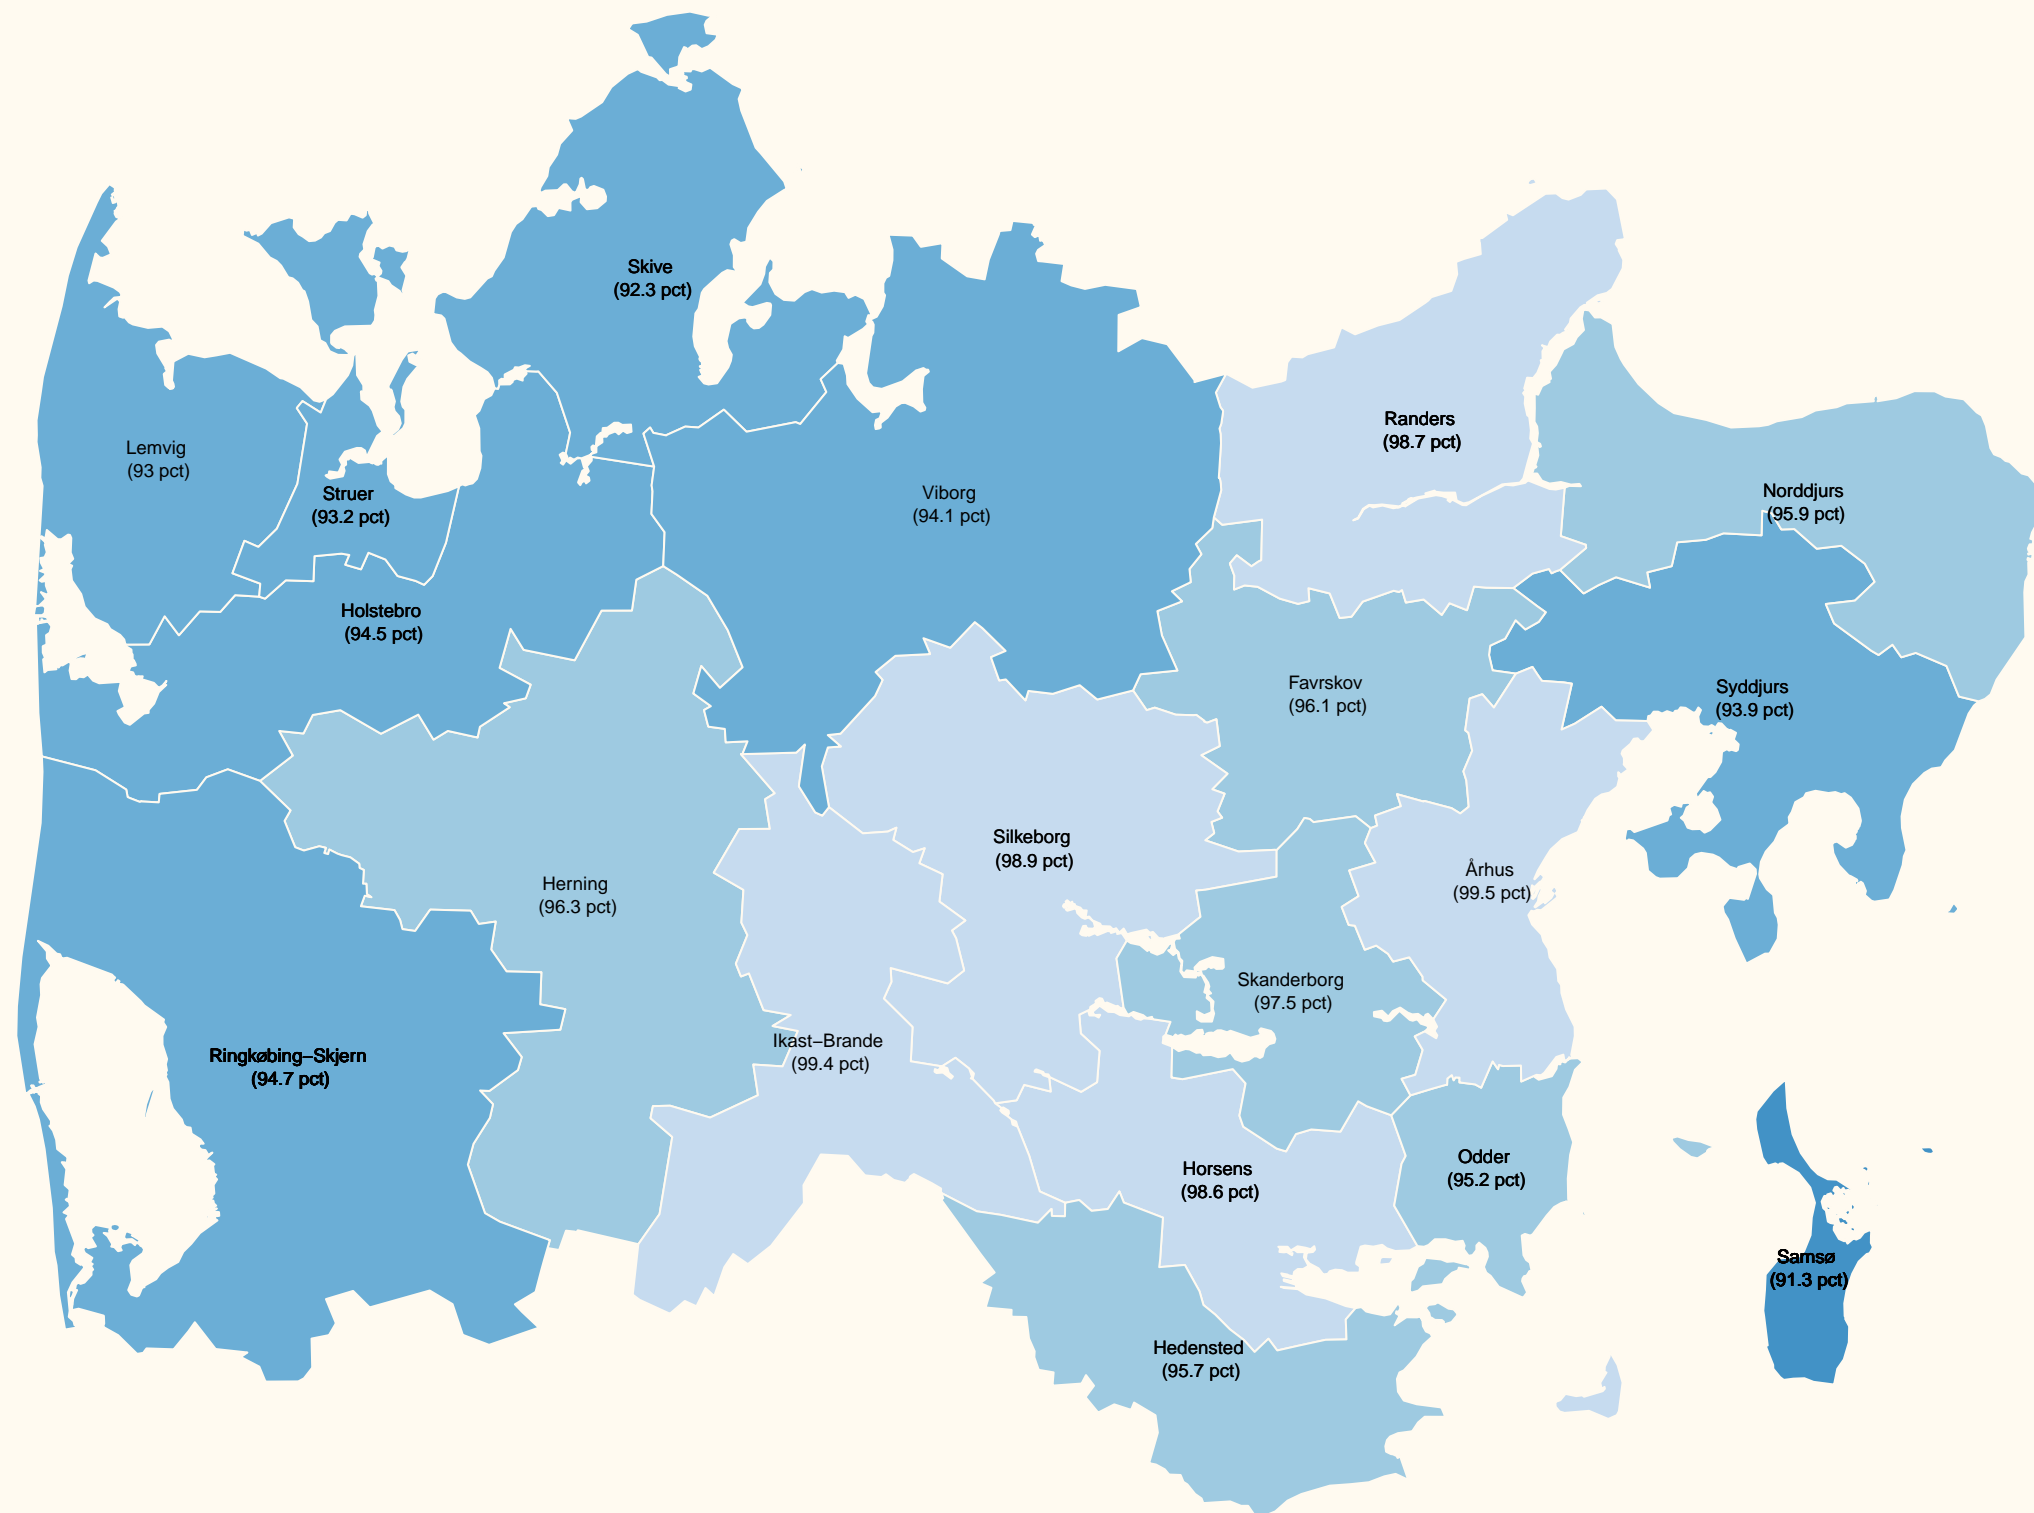 Skive
(92.3 pct)
Lemvig
(93 pct)
Struer
(93.2 pct)
Viborg
(94.1 pct)
Randers
(98.7 pct)
Norddjurs
(95.9 pct)
Holstebro
(94.5 pct)
Favrskov
(96.1 pct)
Syddjurs
(93.9 pct)
Silkeborg
(98.9 pct)
Århus
(99.5 pct)
Herning
(96.3 pct)
Skanderborg
(97.5 pct)
Ikast−Brande
(99.4 pct)
Ringkøbing−Skjern
(94.7 pct)
Horsens
(98.6 pct)
Odder
(95.2 pct)
Samsø
(91.3 pct)
Hedensted
(95.7 pct)